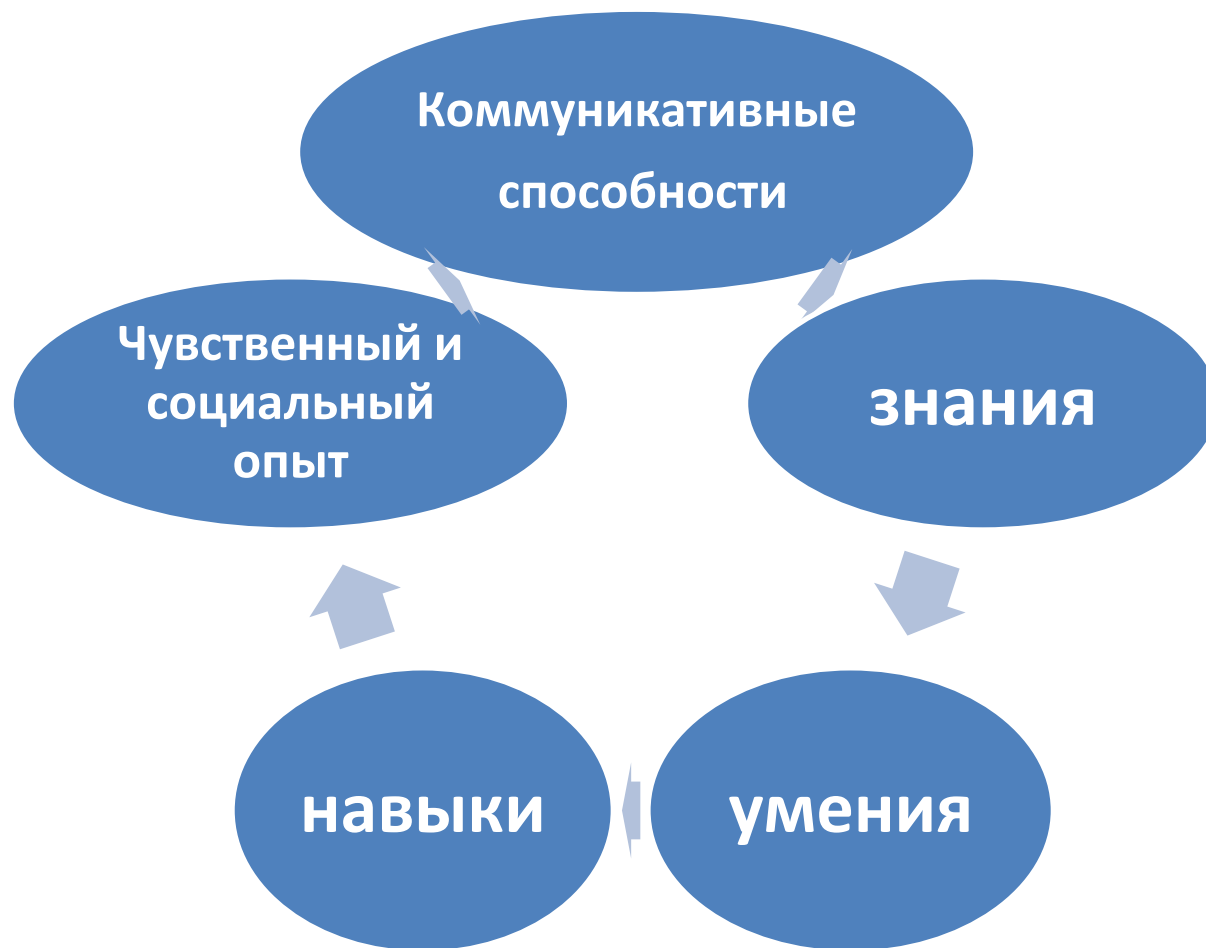 Коммуникативные
способности
Чувственный и
социальный
опыт
знания
навыки
умения